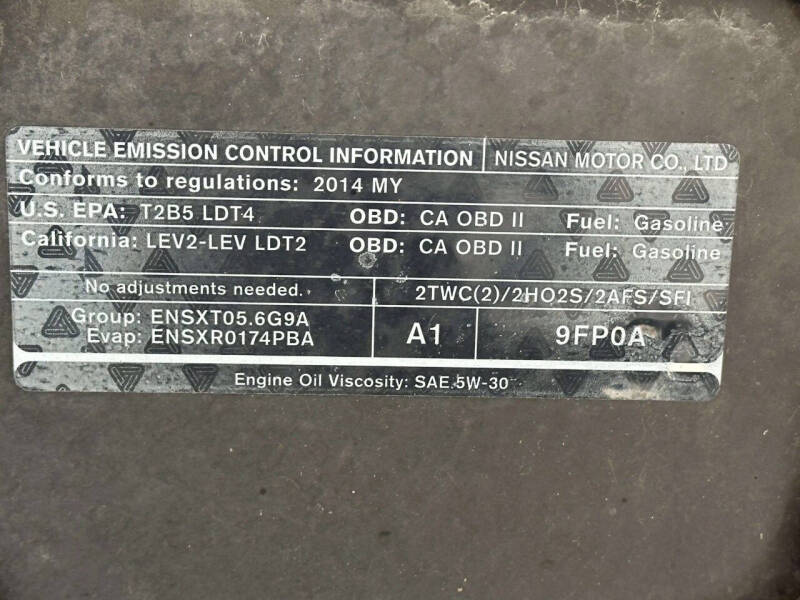 VEHICLE EMISSION CONTROL INFORMATION NISSAN MOTOR CO., LTD
Conforms to regulations: 2014 MY
U.S. EPA: T2B5 LDT4 OBD: CA OBD II Fuel: Gasoline
California: LEV2-LEV LDT2 OBD: CA OBD II Fuel: Gasoline
No adjustments needed. 2TWC(2)/2HO2S/2AFS/SFI
Group: ENSXT05.6G9A
Evap: ENSXR0174PBA
A1 9FP0A
Engine Oil Viscosity: SAE 5W-30